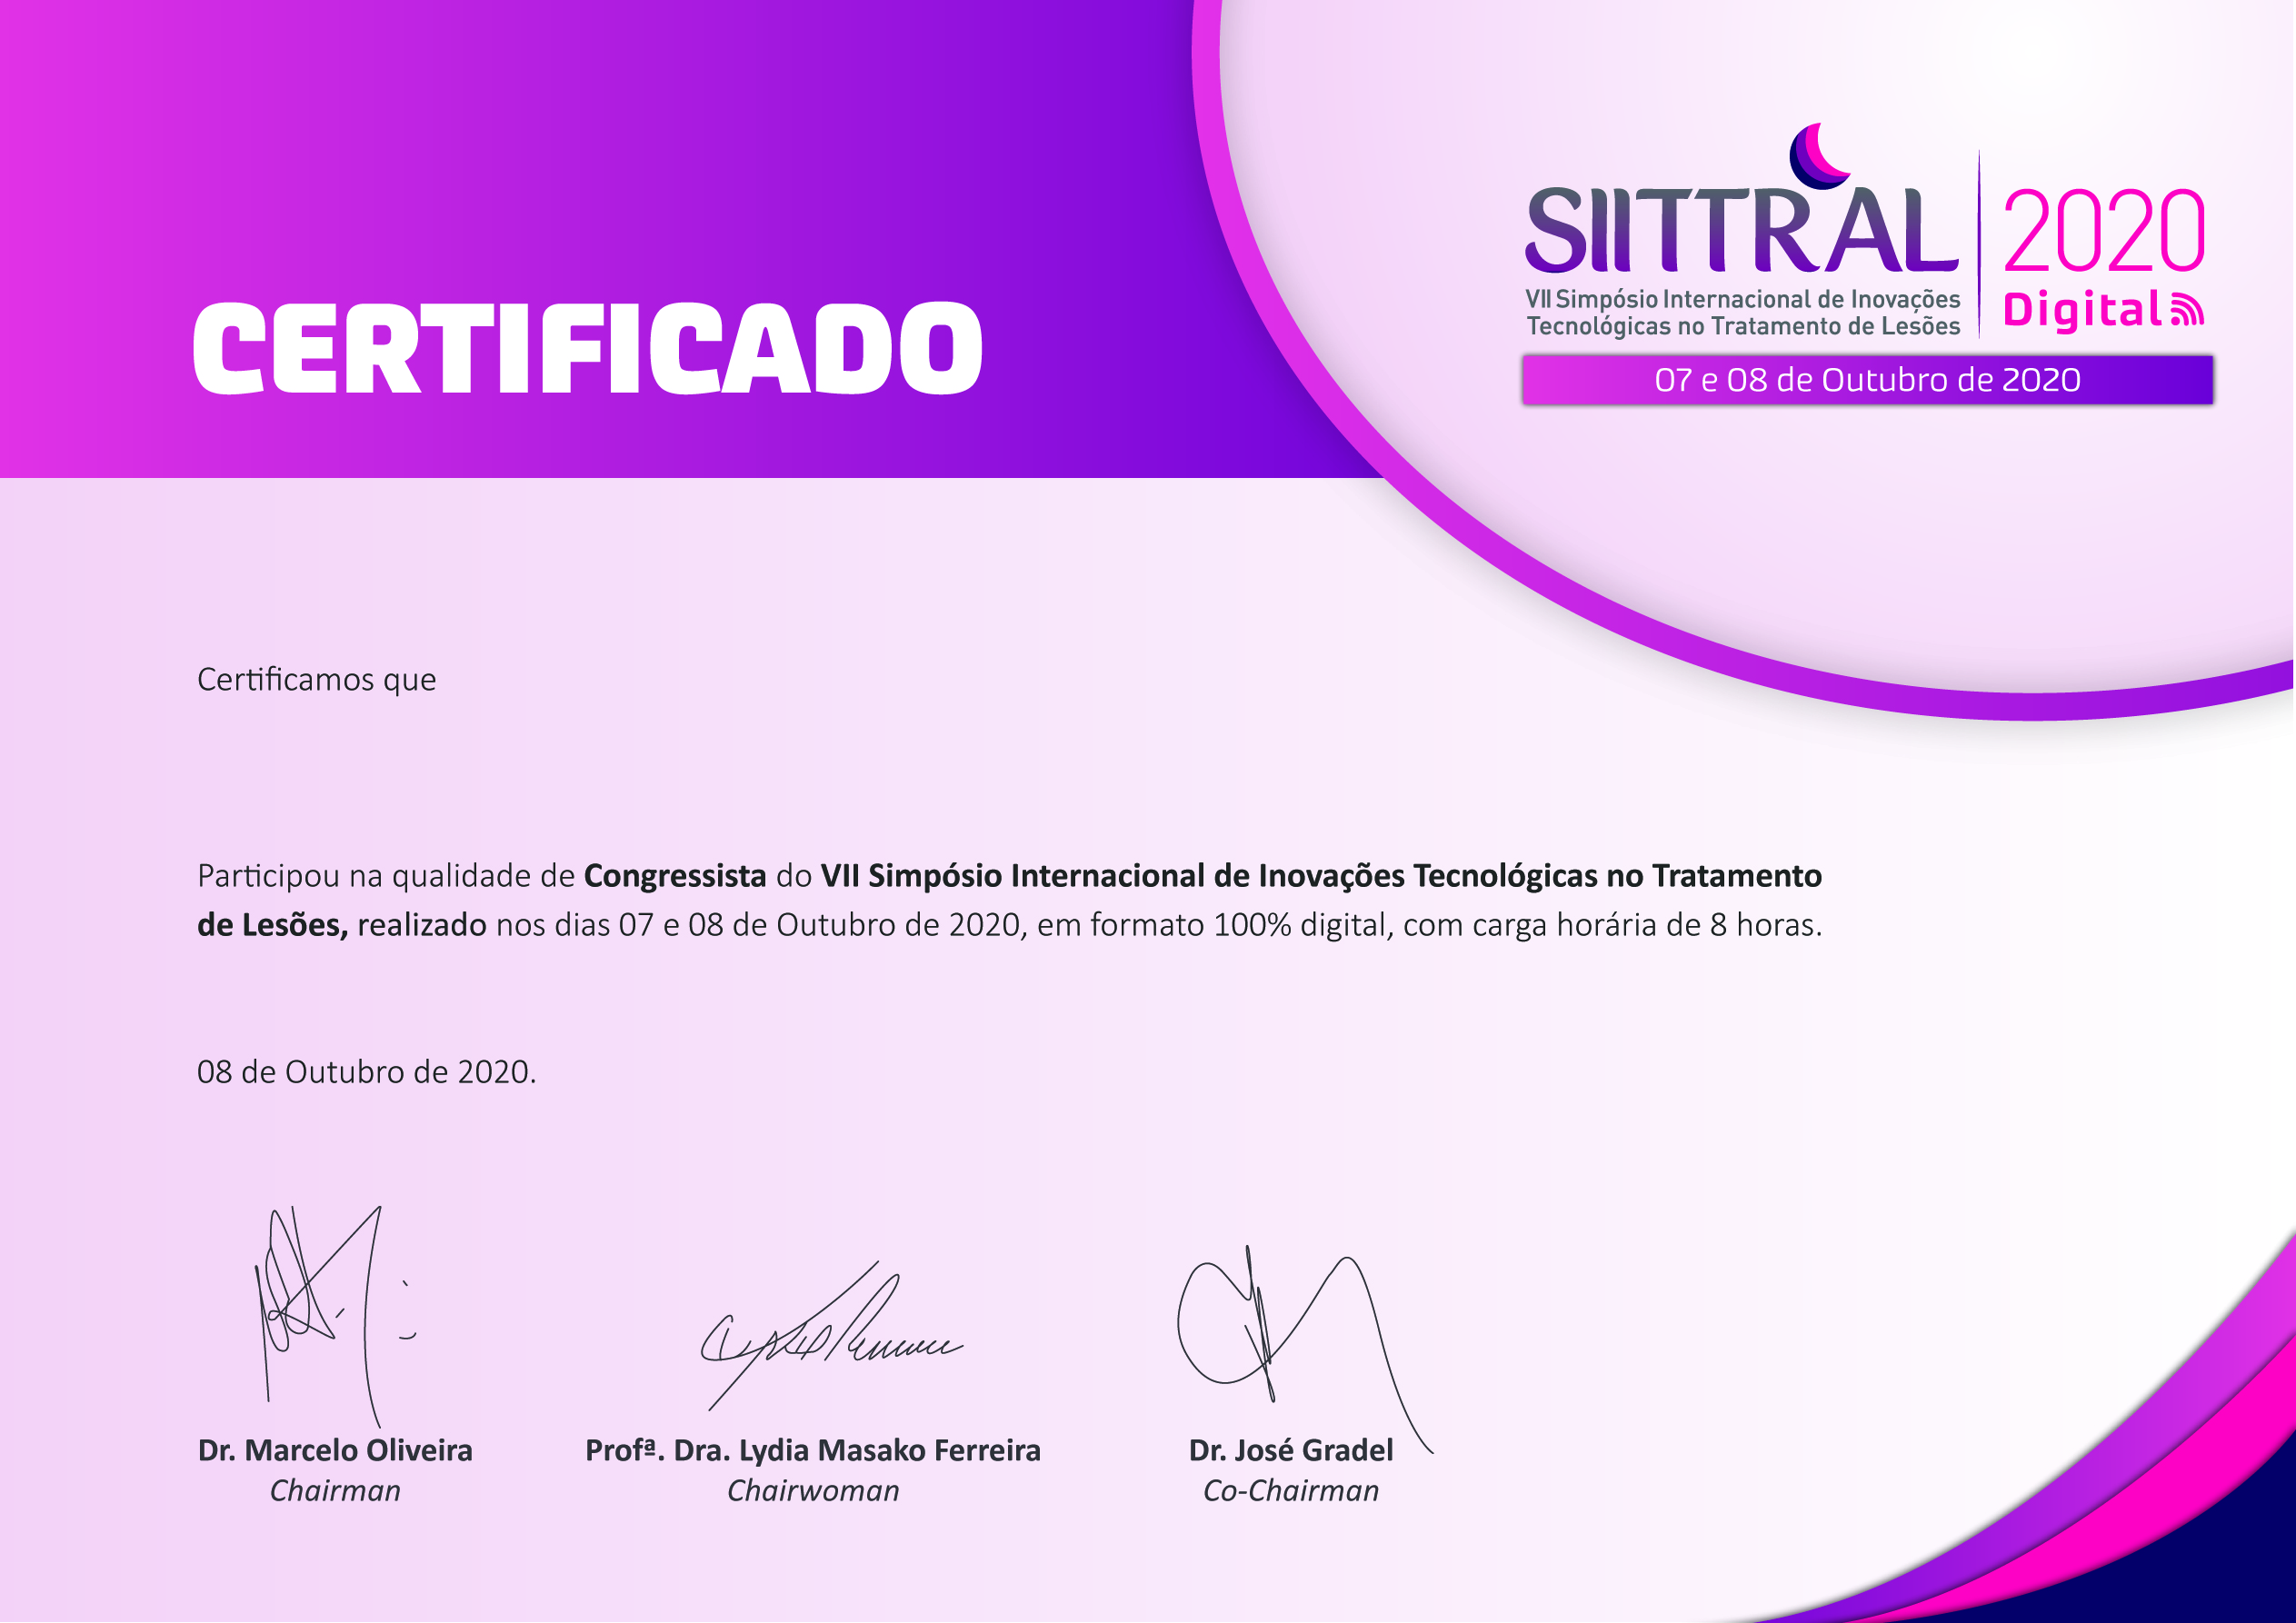 CERTIFICADO
SIITTRAL
VII Simpósio Internacional de Inovações
Tecnológicas no Tratamento de Lesões
2020
Digital
07 e 08 de Outubro de 2020
Certificamos que
Participou na qualidade de Congressista do VII Simpósio Internacional de Inovações Tecnológicas no Tratamento
de Lesões, realizado nos dias 07 e 08 de Outubro de 2020, em formato 100% digital, com carga horária de 8 horas.
08 de Outubro de 2020.
Dr. Marcelo Oliveira
Chairman
Profª. Dra. Lydia Masako Ferreira
Chairwoman
Dr. José Gradel
Co-Chairman